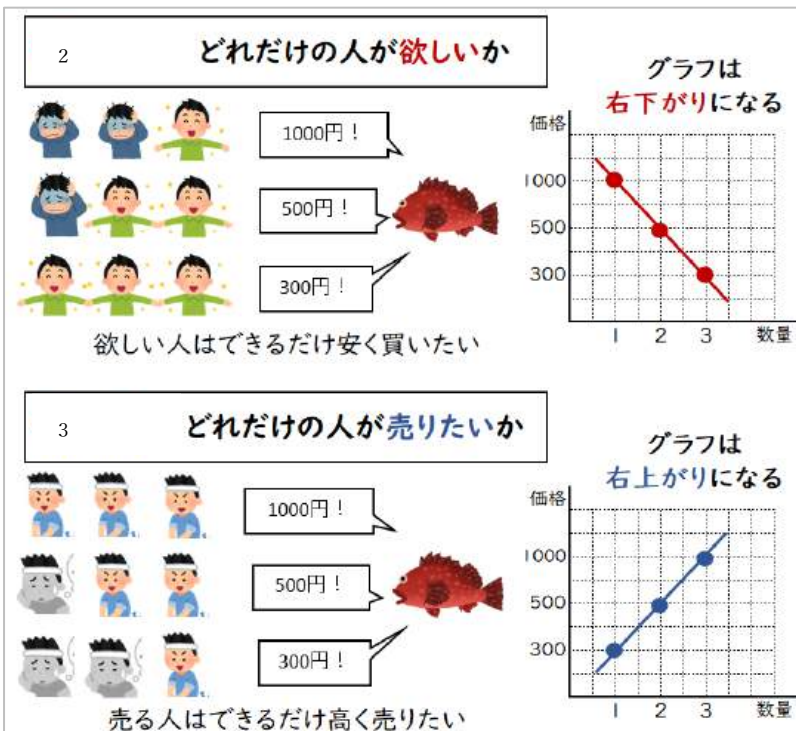 2 どれだけの人が欲しいか
1000円！
500円！
300円！
欲しい人はできるだけ安く買いたい
グラフは
右下がりになる
価格
1000
500
300
1 2 3 数量
3 どれだけの人が売りたいか
1000円！
500円！
300円！
売る人はできるだけ高く売りたい
グラフは
右上がりになる
価格
1000
500
300
1 2 3 数量